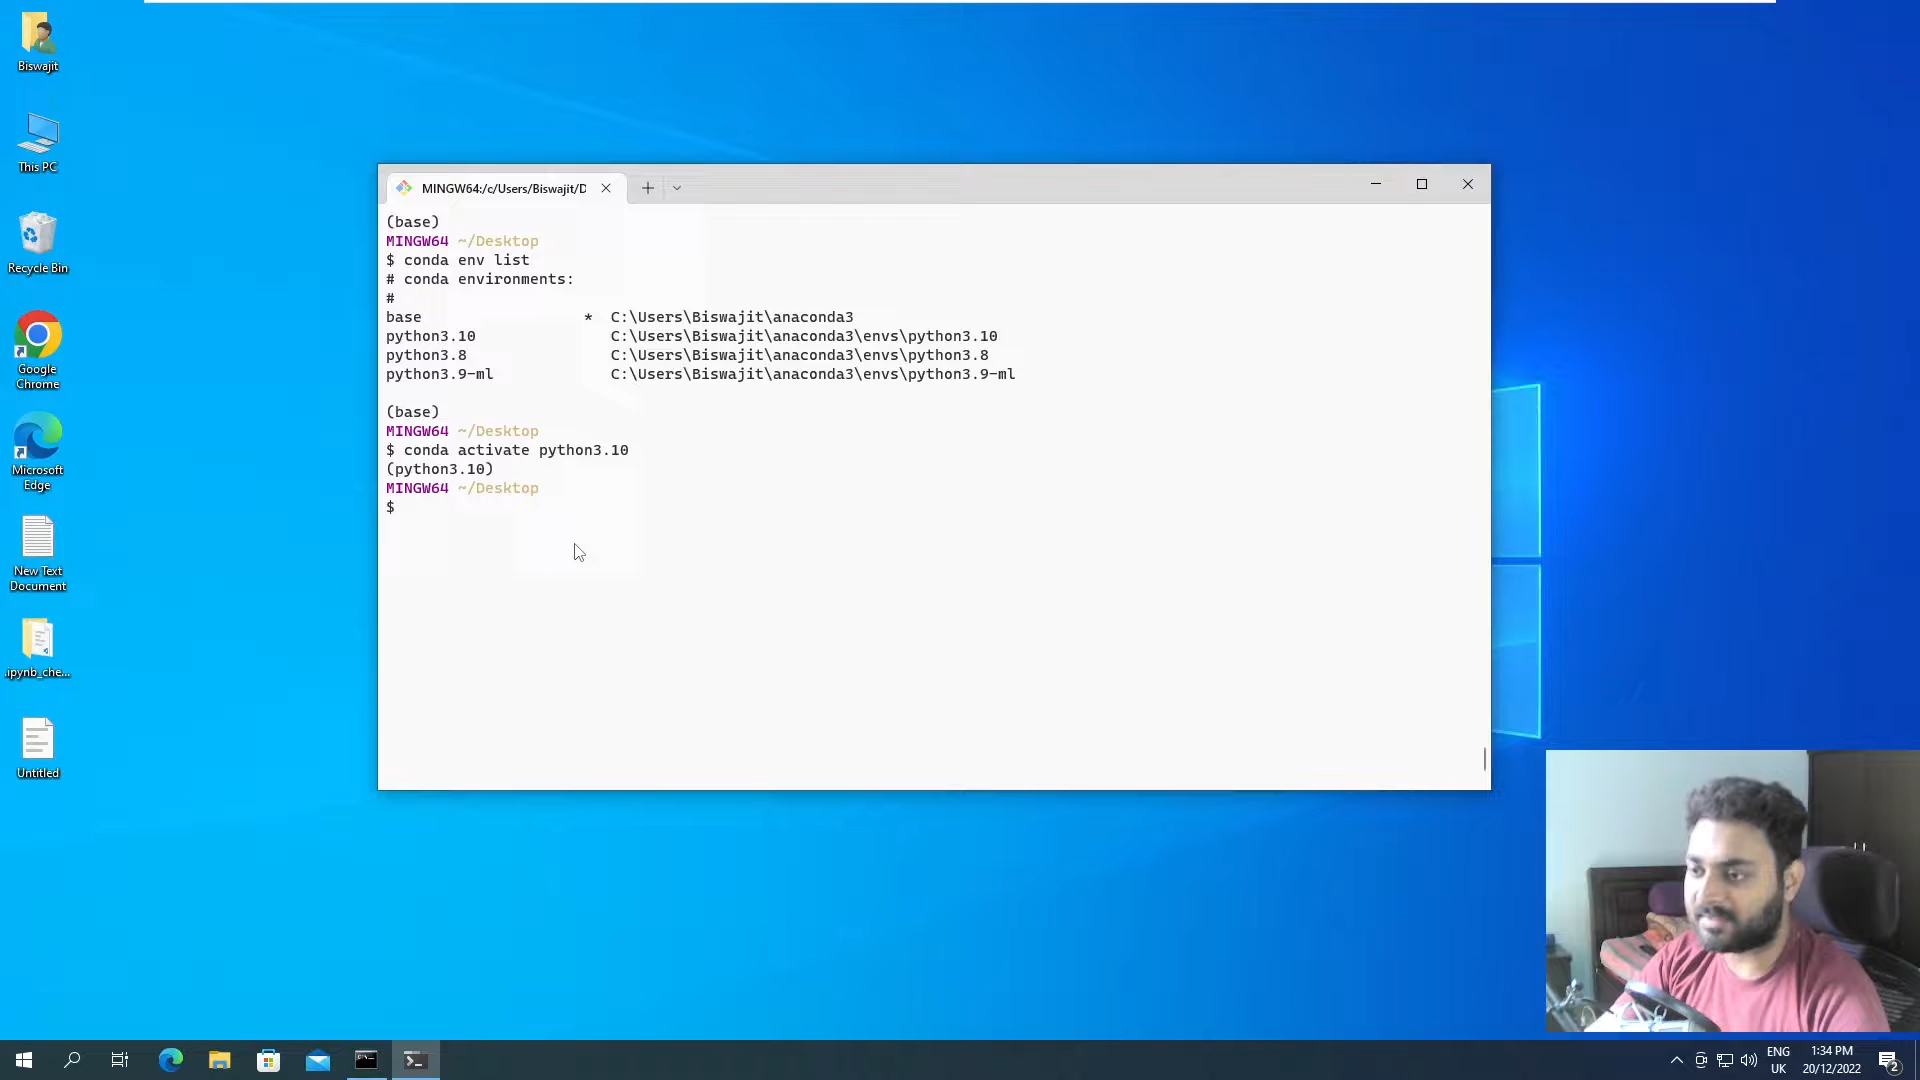 Biswajit
This PC
Recycle Bin
Google
Chrome
Microsoft
Edge
New Text
Document
.ipynb_che...
Untitled
MINGW64:/c/Users/Biswajit/D
(base)
MINGW64 ~/Desktop
$ conda env list
# conda environments:
#
base * C:\Users\Biswajit\anaconda3
python3.10 C:\Users\Biswajit\anaconda3\envs\python3.10
python3.8 C:\Users\Biswajit\anaconda3\envs\python3.8
python3.9-ml C:\Users\Biswajit\anaconda3\envs\python3.9-ml
(base)
MINGW64 ~/Desktop
$ conda activate python3.10
(python3.10)
MINGW64 ~/Desktop
$
ENG
UK
1:34 PM
20/12/2022
2